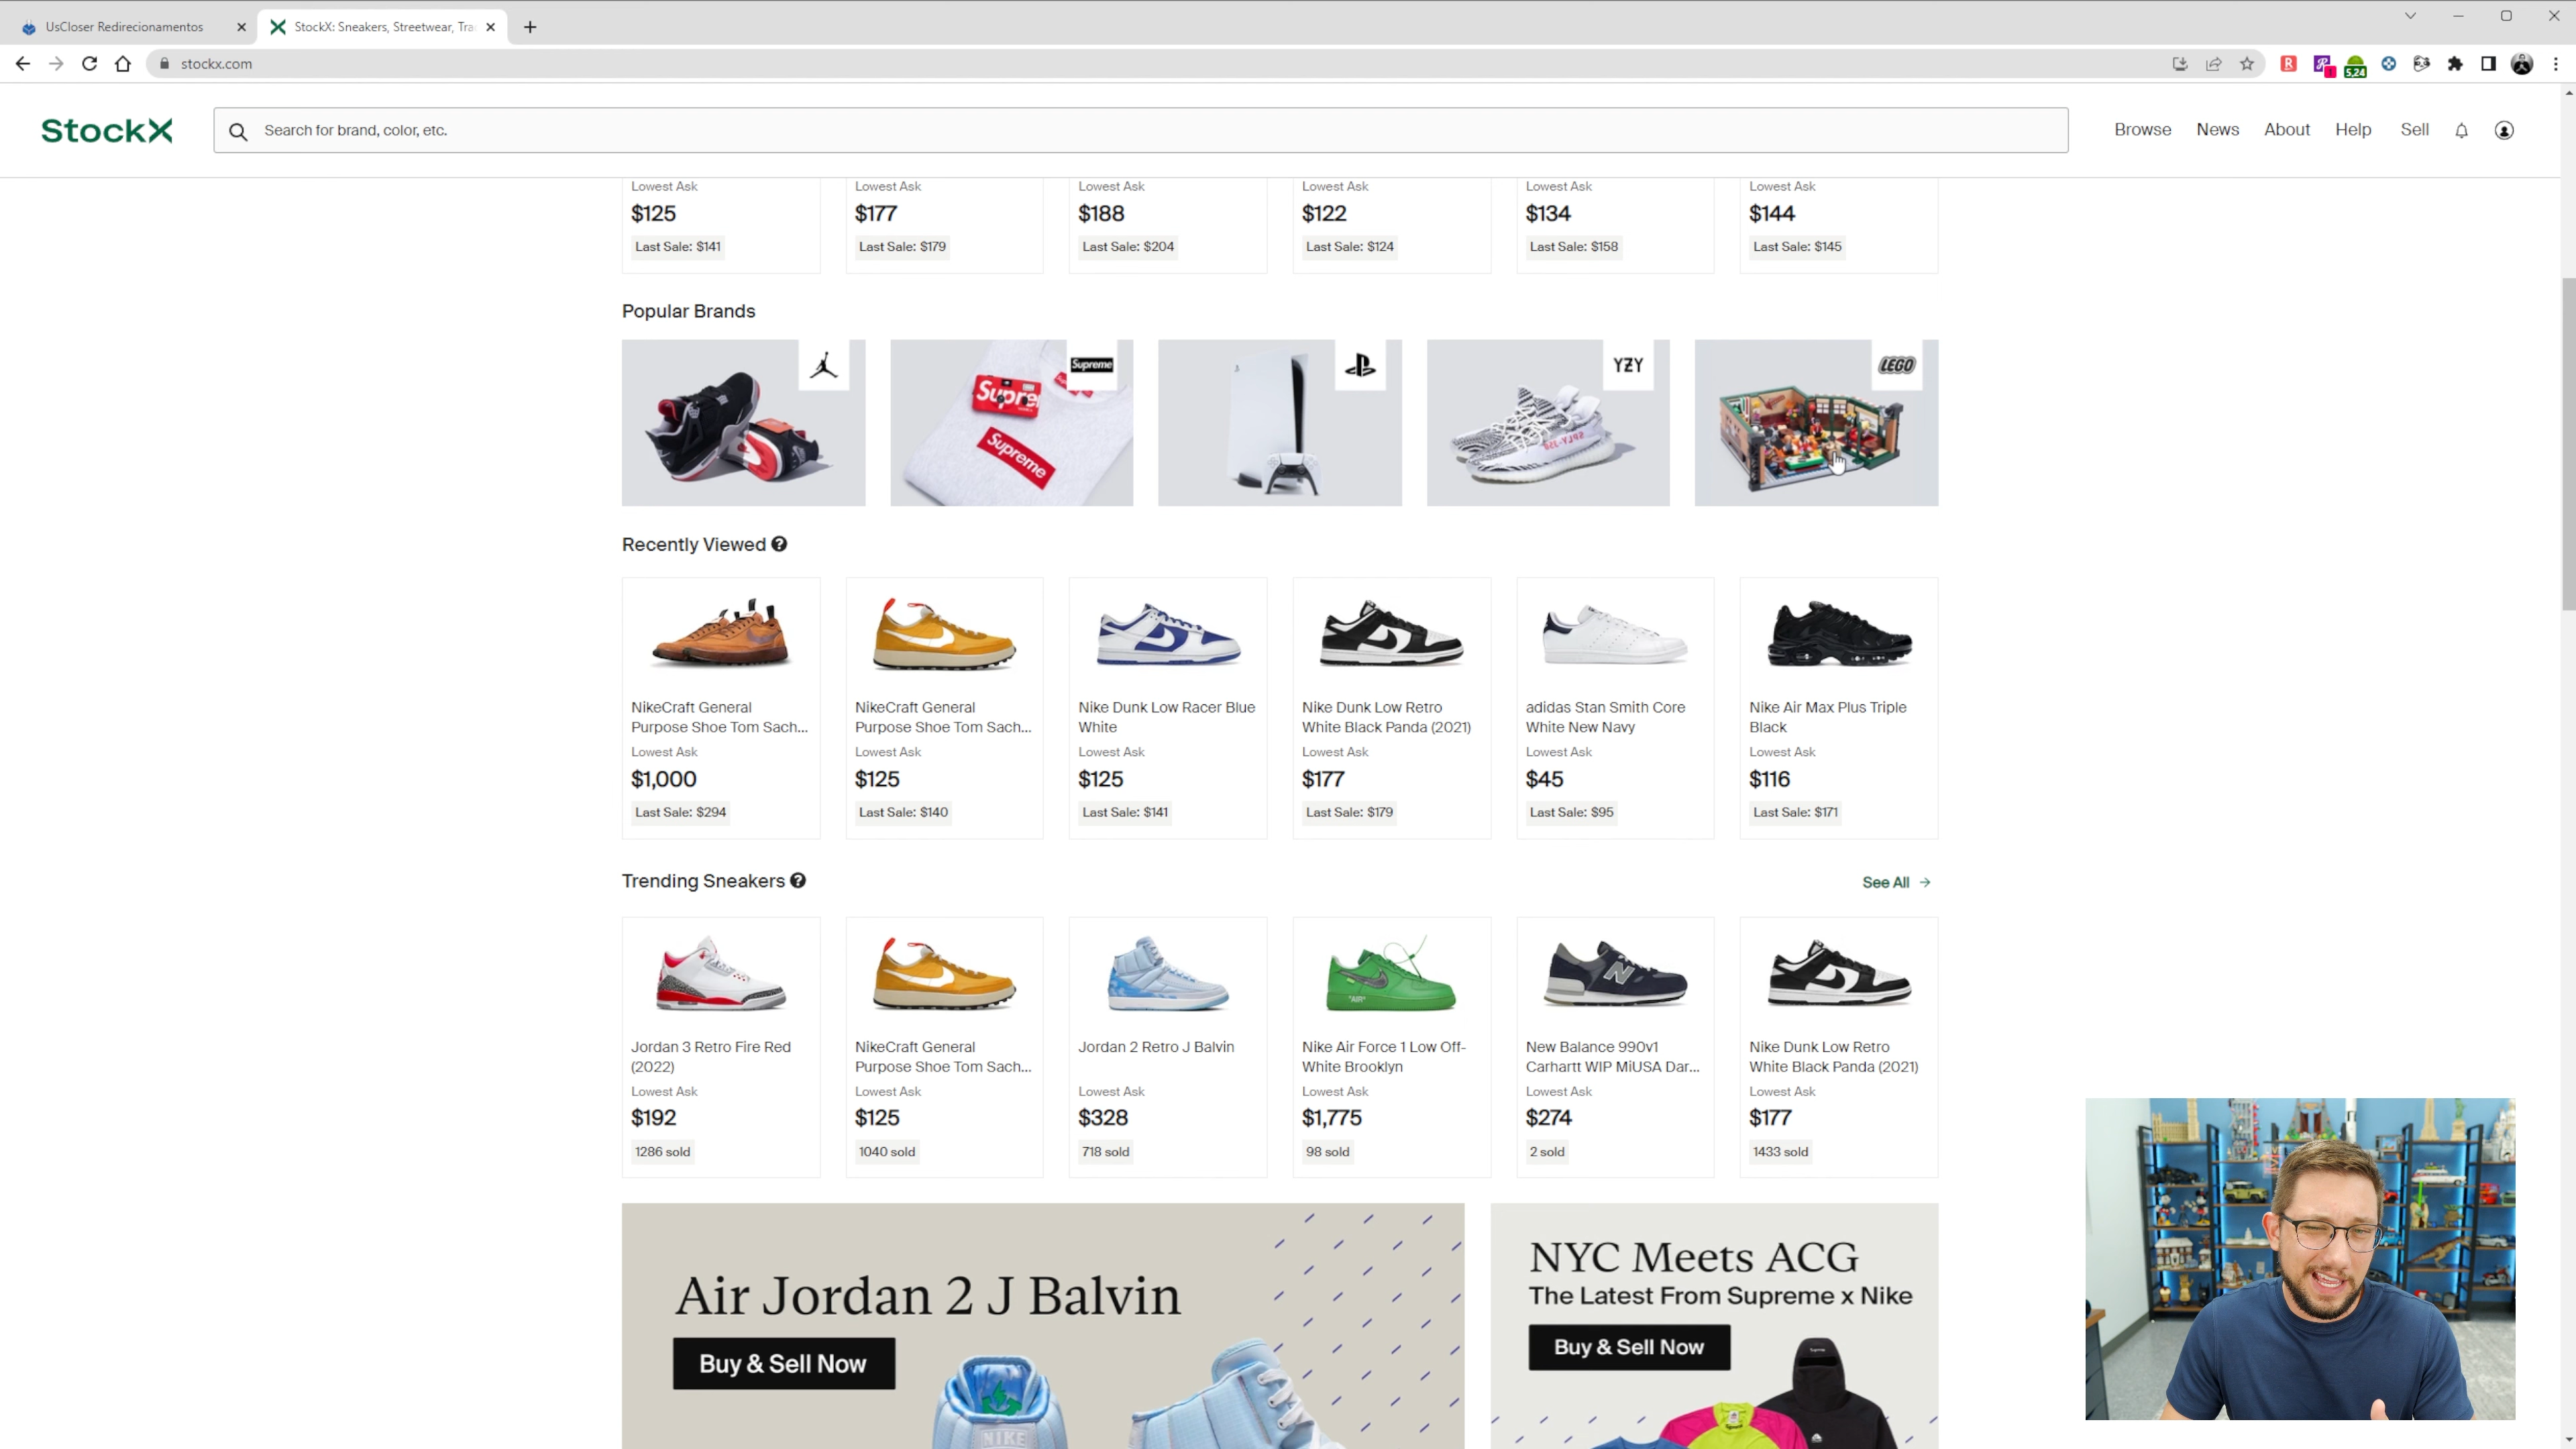 UsCloser Redirecionamentos
StockX: Sneakers, Streetwear, Tra
stockx.com
5,24
StockX
Search for brand, color, etc.
Browse News About Help Sell
Lowest Ask Lowest Ask Lowest Ask Lowest Ask Lowest Ask Lowest Ask
$125 $177 $188 $122 $134 $144
Last Sale: $141 Last Sale: $179 Last Sale: $204 Last Sale: $124 Last Sale: $158 Last Sale: $145
Popular Brands
Supreme
Supreme
YZY
LEGO
Recently Viewed
NikeCraft General
Purpose Shoe Tom Sach...
Lowest Ask
$1,000
Last Sale: $294
NikeCraft General
Purpose Shoe Tom Sach...
Lowest Ask
$125
Last Sale: $140
Nike Dunk Low Racer Blue
White
Lowest Ask
$125
Last Sale: $141
Nike Dunk Low Retro
White Black Panda (2021)
Lowest Ask
$177
Last Sale: $179
adidas Stan Smith Core
White New Navy
Lowest Ask
$45
Last Sale: $95
Nike Air Max Plus Triple
Black
Lowest Ask
$116
Last Sale: $171
Trending Sneakers
See All
Jordan 3 Retro Fire Red
(2022)
Lowest Ask
$192
1286 sold
NikeCraft General
Purpose Shoe Tom Sach...
Lowest Ask
$125
1040 sold
Jordan 2 Retro J Balvin
Lowest Ask
$328
718 sold
Nike Air Force 1 Low Off-
White Brooklyn
Lowest Ask
$1,775
98 sold
New Balance 990v1
Carhartt WIP MiUSA Dar...
Lowest Ask
$274
2 sold
Nike Dunk Low Retro
White Black Panda (2021)
Lowest Ask
$177
1433 sold
Air Jordan 2 J Balvin
Buy & Sell Now
NIKE
NYC Meets ACG
The Latest From Supreme x Nike
Buy & Sell Now